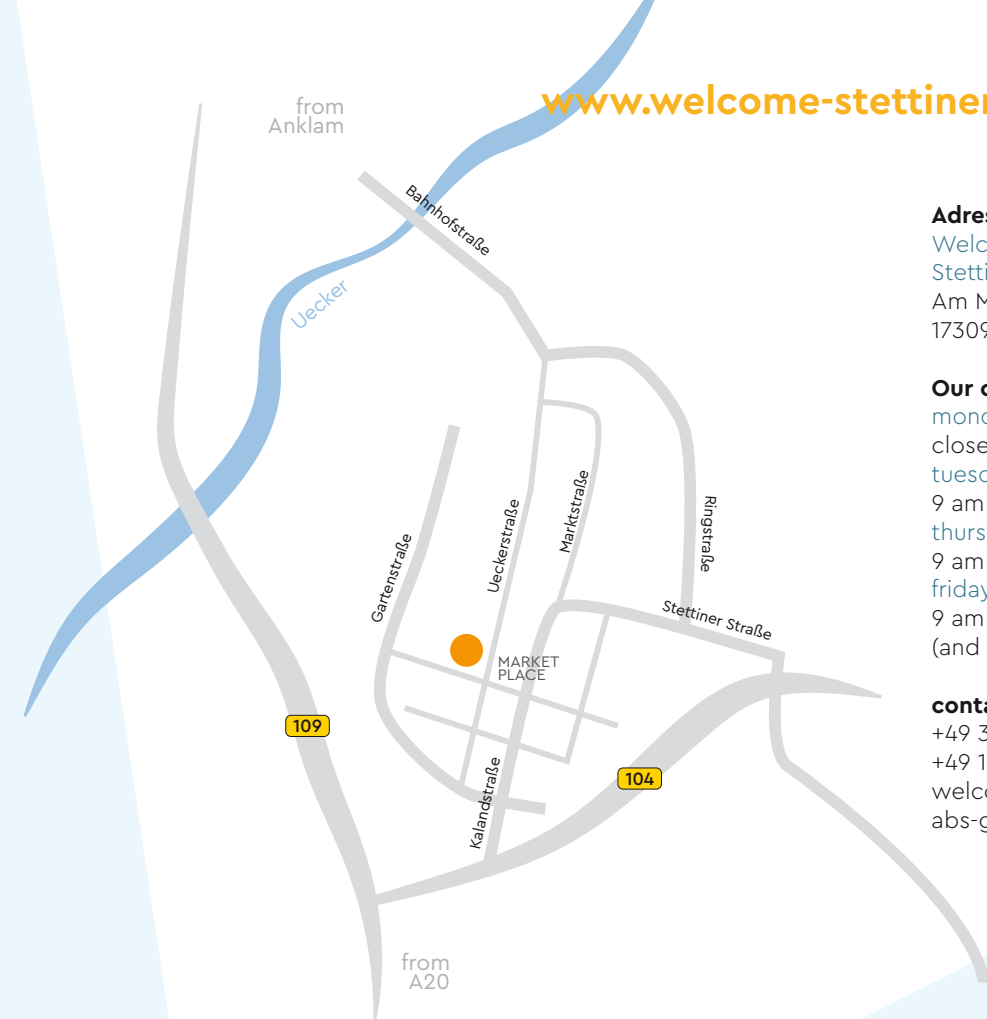 www.welcome-stettiner
from
Anklam
Bahnhofstraße
Uecker
Gartenstraße
Ueckerstraße
Marktstraße
Ringstraße
Stettiner Straße
MARKET
PLACE
109
104
Kalandstraße
from
A20
Adres
Welc
Stetti
Am M
17309
Our o
mond
close
tuesd
9 am
thurs
9 am
friday
9 am
(and
conta
+49 3
+49 1
welco
abs-g